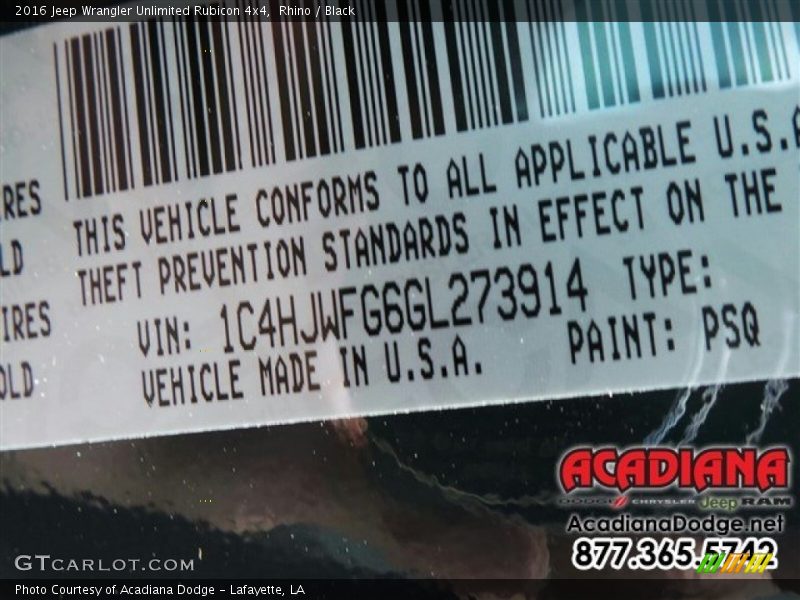 2016 Jeep Wrangler Unlimited Rubicon 4x4, Rhino / Black
RES
LD
IRES
OLD
THIS VEHICLE CONFORMS TO ALL APPLICABLE U.S.A
THEFT PREVENTION STANDARDS IN EFFECT ON THE
VIN: 1C4HJWFG6GL273914 TYPE:
VEHICLE MADE IN U.S.A. PAINT: PSQ
ACADIANA
DODGE CHRYSLER Jeep RAM
AcadianaDodge.net
877.365.5742
GTCARLOT.COM
Photo Courtesy of Acadiana Dodge - Lafayette, LA